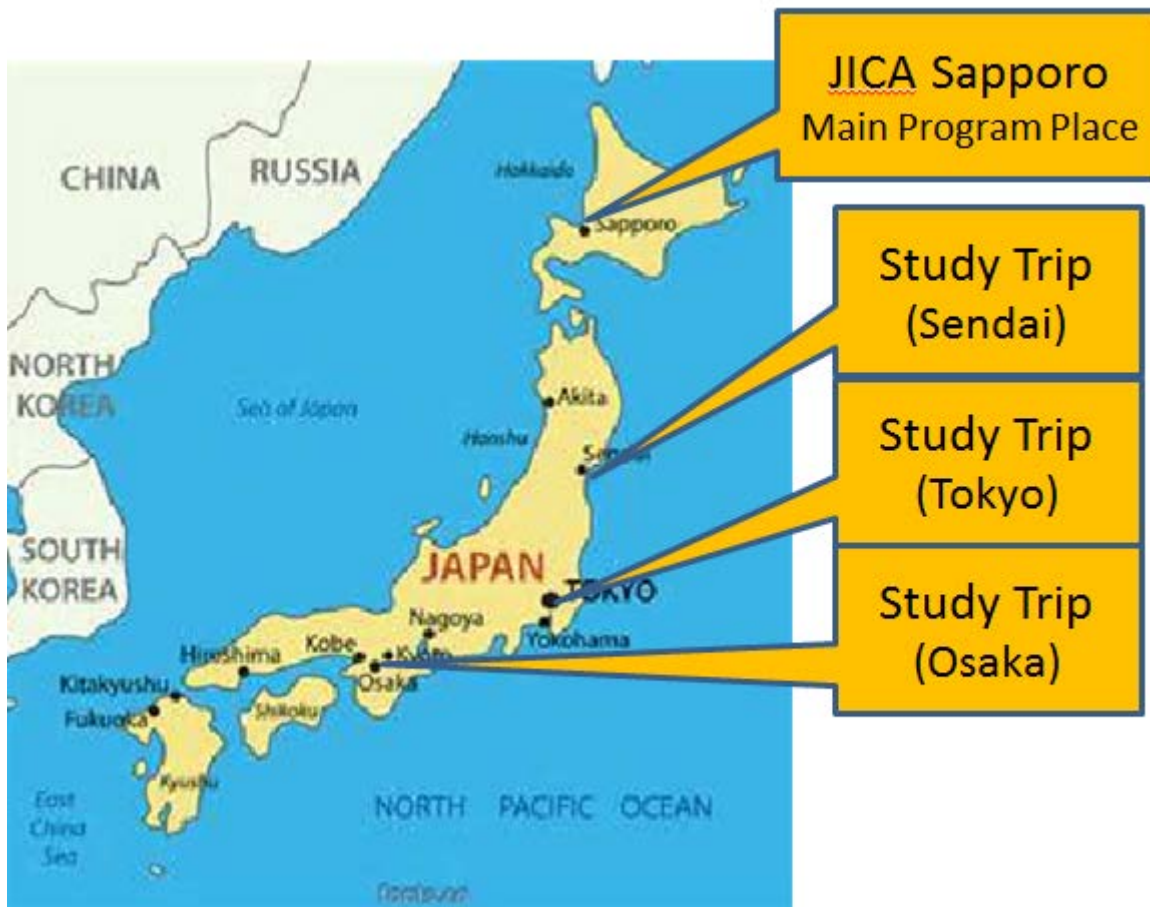 JICA Sapporo
Main Program Place
Study Trip
(Sendai)
Study Trip
(Tokyo)
Study Trip
(Osaka)
CHINA
RUSSIA
Hokkaido
Sapporo
NORTH
KOREA
Sea of Japan
Akita
Honshu
SOUTH
KOREA
JAPAN
TOKYO
Nagoya
Yokohama
Kobe
Kyoto
Hiroshima
Osaka
Kitakyushu
Shikoku
Fukuoka
Kyushu
East
China
Sea
NORTH PACIFIC OCEAN